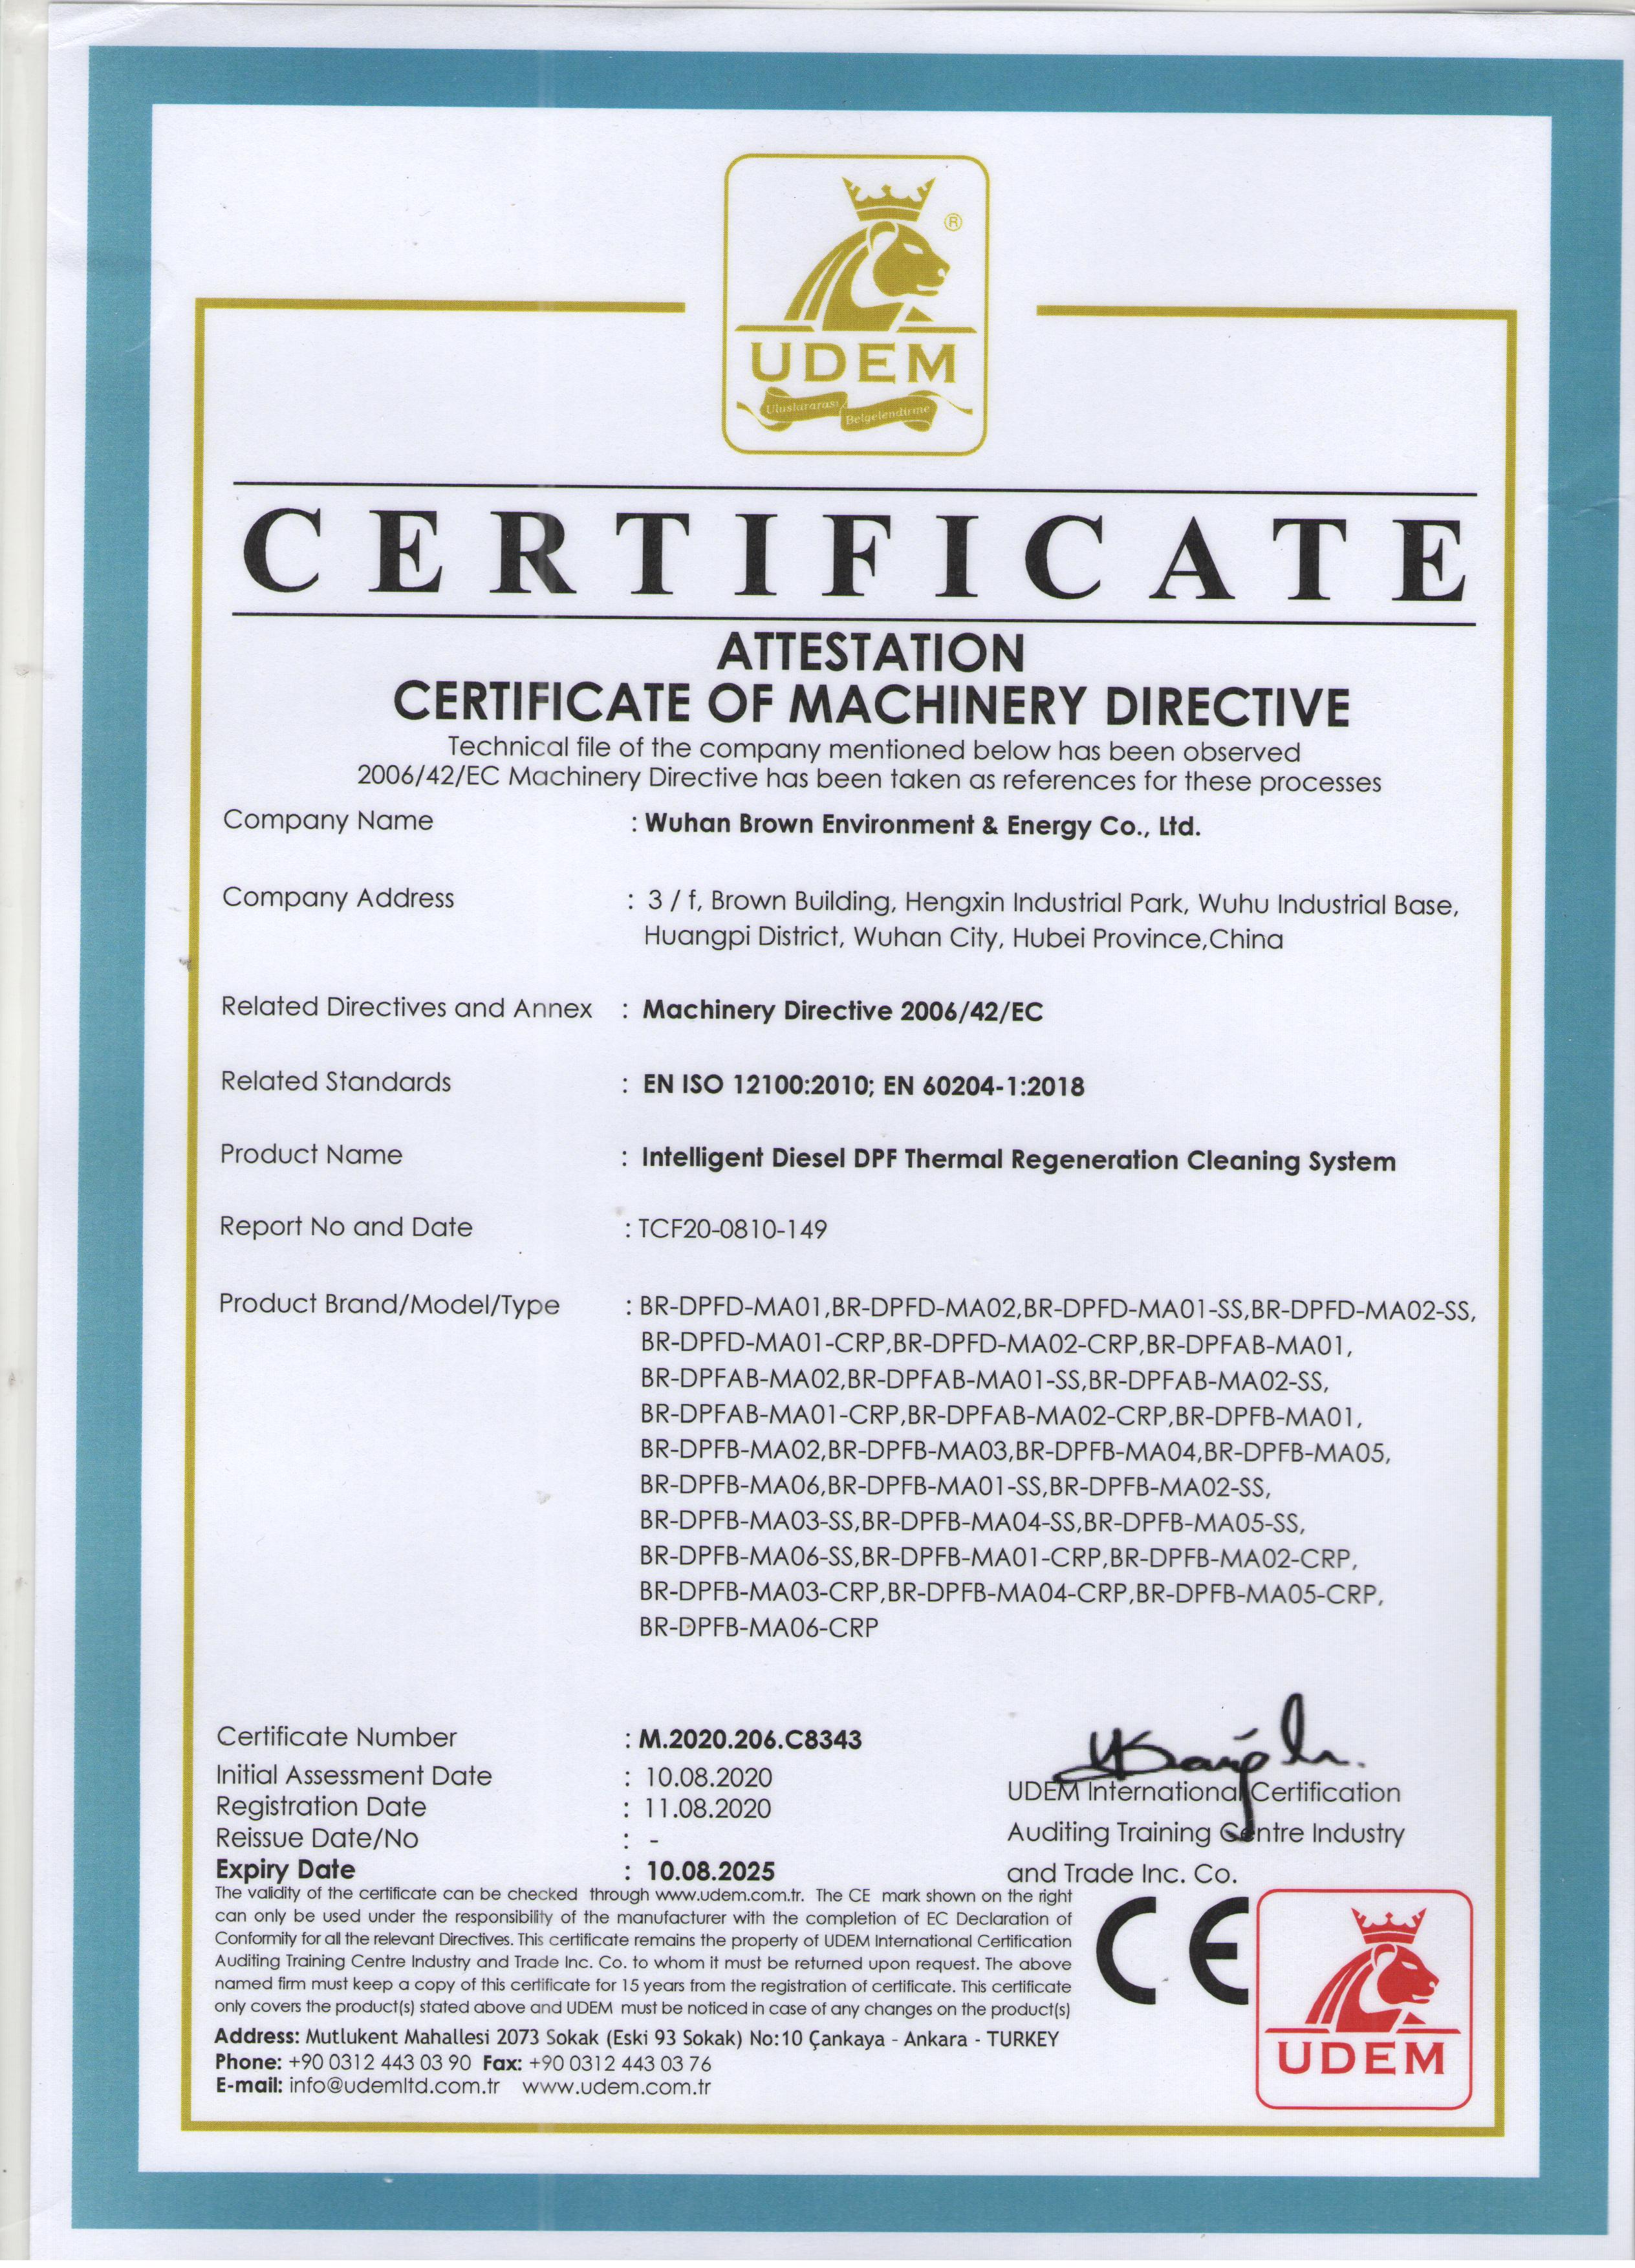 ®
UDEM
Uluslararası
Belgelendirme
CERTIFICATE
ATTESTATION
CERTIFICATE OF MACHINERY DIRECTIVE
Technical file of the company mentioned below has been observed
2006/42/EC Machinery Directive has been taken as references for these processes
Company Name : Wuhan Brown Environment & Energy Co., Ltd.
Company Address : 3 / f, Brown Building, Hengxin Industrial Park, Wuhu Industrial Base,
Huangpi District, Wuhan City, Hubei Province,China
Related Directives and Annex : Machinery Directive 2006/42/EC
Related Standards : EN ISO 12100:2010; EN 60204-1:2018
Product Name : Intelligent Diesel DPF Thermal Regeneration Cleaning System
Report No and Date : TCF20-0810-149
Product Brand/Model/Type : BR-DPFD-MA01,BR-DPFD-MA02,BR-DPFD-MA01-SS,BR-DPFD-MA02-SS,
BR-DPFD-MA01-CRP,BR-DPFD-MA02-CRP,BR-DPFAB-MA01,
BR-DPFAB-MA02,BR-DPFAB-MA01-SS,BR-DPFAB-MA02-SS,
BR-DPFAB-MA01-CRP,BR-DPFAB-MA02-CRP,BR-DPFB-MA01,
BR-DPFB-MA02,BR-DPFB-MA03,BR-DPFB-MA04,BR-DPFB-MA05,
BR-DPFB-MA06,BR-DPFB-MA01-SS,BR-DPFB-MA02-SS,
BR-DPFB-MA03-SS,BR-DPFB-MA04-SS,BR-DPFB-MA05-SS,
BR-DPFB-MA06-SS,BR-DPFB-MA01-CRP,BR-DPFB-MA02-CRP,
BR-DPFB-MA03-CRP,BR-DPFB-MA04-CRP,BR-DPFB-MA05-CRP,
BR-DPFB-MA06-CRP
Certificate Number : M.2020.206.C8343
Initial Assessment Date : 10.08.2020
Registration Date : 11.08.2020
Reissue Date/No : -
Expiry Date : 10.08.2025
UDEM International Certification
Auditing Training Centre Industry
and Trade Inc. Co.
The validity of the certificate can be checked through www.udem.com.tr. The CE mark shown on the right
can only be used under the responsibility of the manufacturer with the completion of EC Declaration of
Conformity for all the relevant Directives. This certificate remains the property of UDEM International Certification
Auditing Training Centre Industry and Trade Inc. Co. to whom it must be returned upon request. The above
named firm must keep a copy of this certificate for 15 years from the registration of certificate. This certificate
only covers the product(s) stated above and UDEM must be noticed in case of any changes on the product(s)
Address: Mutlukent Mahallesi 2073 Sokak (Eski 93 Sokak) No:10 Çankaya - Ankara - TURKEY
Phone: +90 0312 443 03 90 Fax: +90 0312 443 03 76
E-mail: info@udemltd.com.tr www.udem.com.tr
CE
UDEM